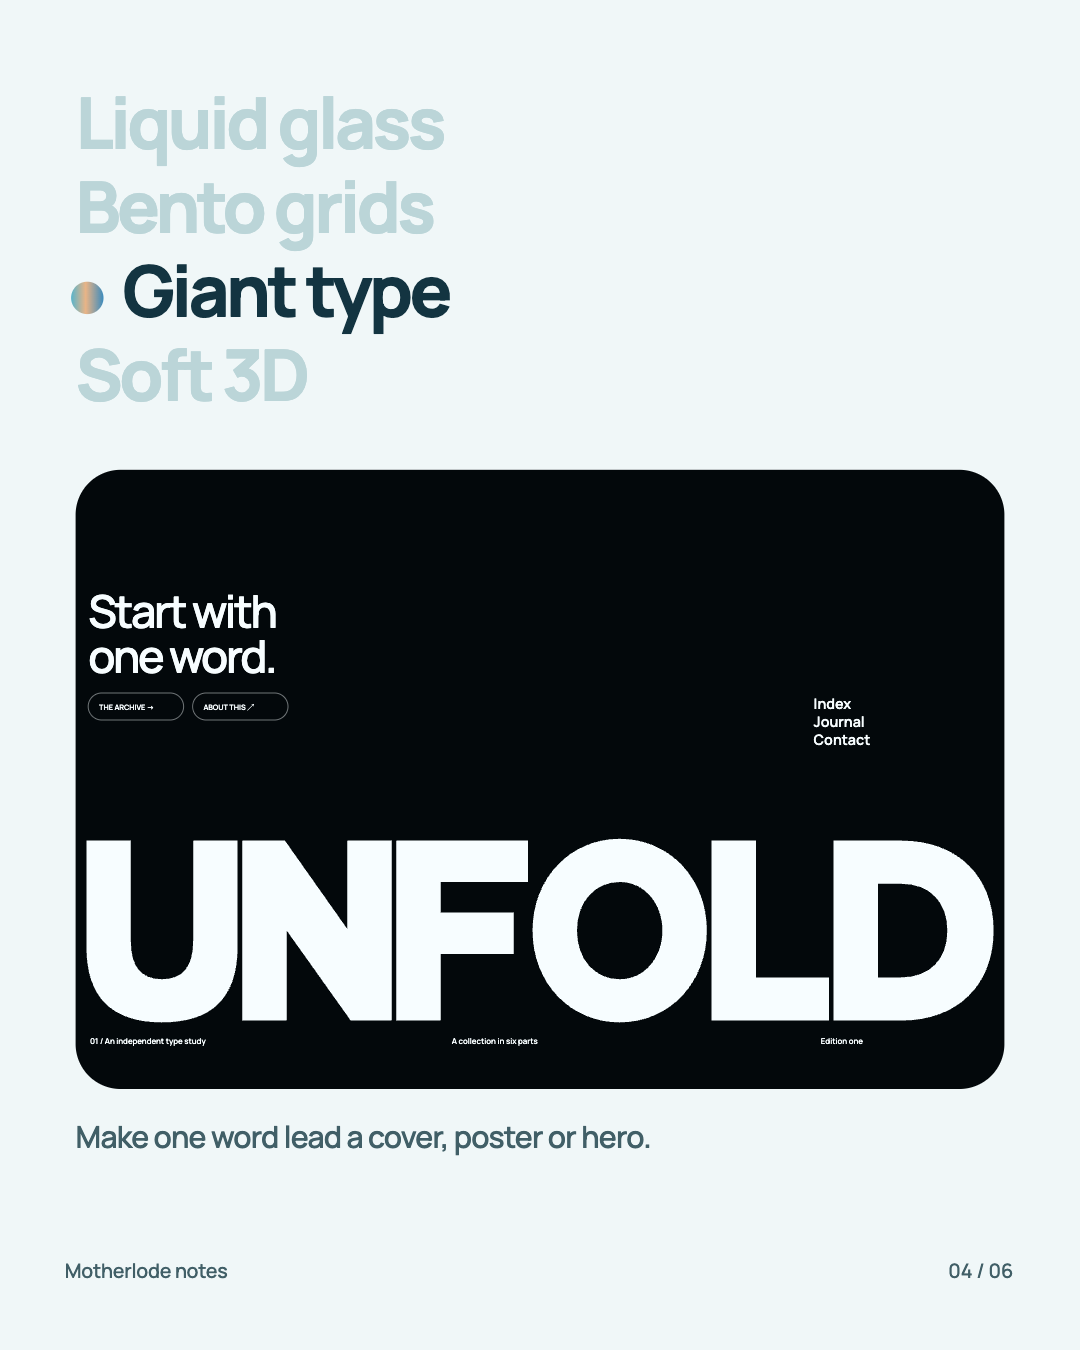 Liquid glass
Bento grids
Giant type
Soft 3D
Start with
one word.
THE ARCHIVE →
ABOUT THIS ↗
Index
Journal
Contact
UNFOLD
01 / An independent type study
A collection in six parts
Edition one
Make one word lead a cover, poster or hero.
Motherlode notes
04 / 06